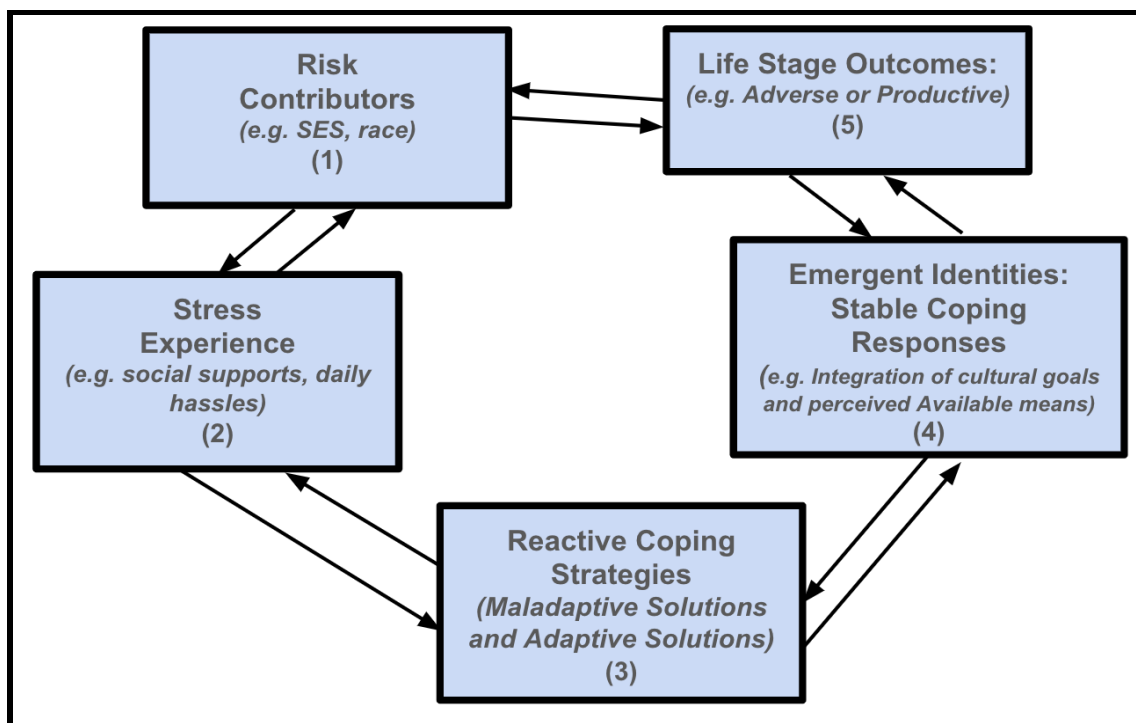 Risk
Contributors
(e.g. SES, race)
(1)
Life Stage Outcomes:
(e.g. Adverse or Productive)
(5)
Stress
Experience
(e.g. social supports, daily
hassles)
(2)
Emergent Identities:
Stable Coping
Responses
(e.g. Integration of cultural goals
and perceived Available means)
(4)
Reactive Coping
Strategies
(Maladaptive Solutions
and Adaptive Solutions)
(3)